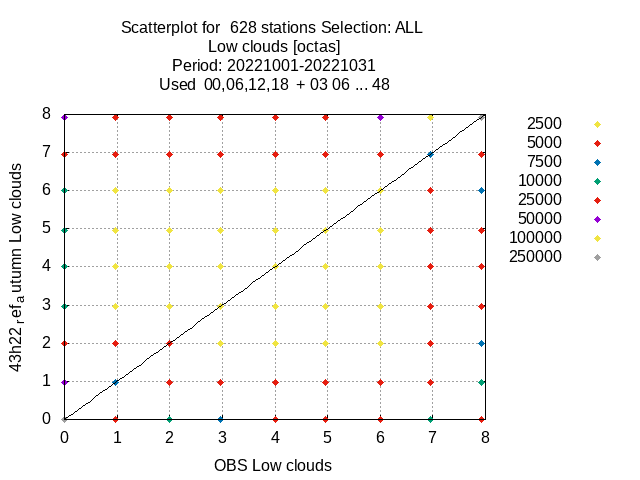 Scatterplot for  628 stations Selection: ALL
Low clouds [octas]
Period: 20221001-20221031
Used  00,06,12,18  + 03 06 ... 48
8
7
6
5
4
3
2
1
0
0 1 2 3 4 5 6 7 8
43h22ref autumn Low clouds
OBS Low clouds
2500
5000
7500
10000
25000
50000
100000
250000